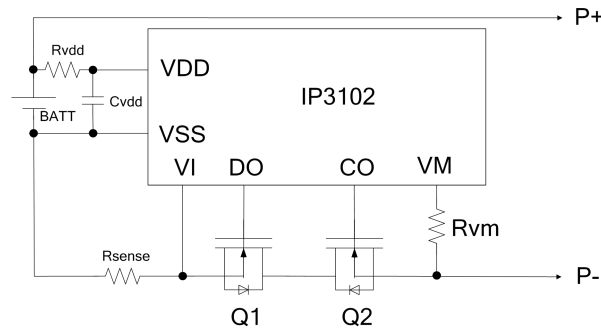 P+
Rvdd
VDD
IP3102
BATT
Cvdd
VSS
VI
DO
CO
VM
Rvm
Rsense
P-
Q1
Q2